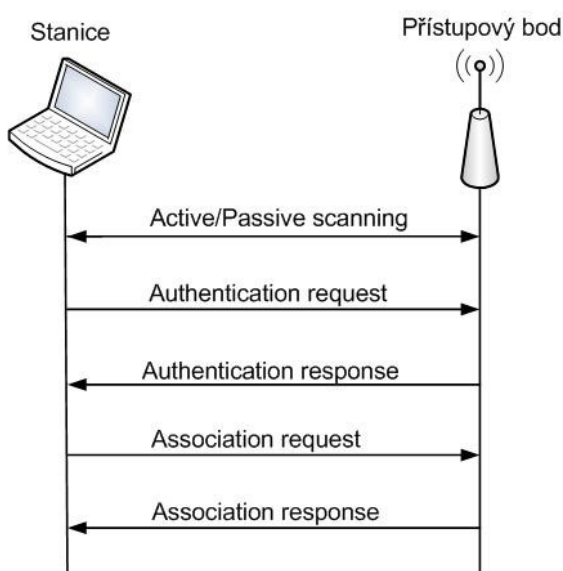 Stanice
Přístupový bod
Active/Passive scanning
Authentication request
Authentication response
Association request
Association response